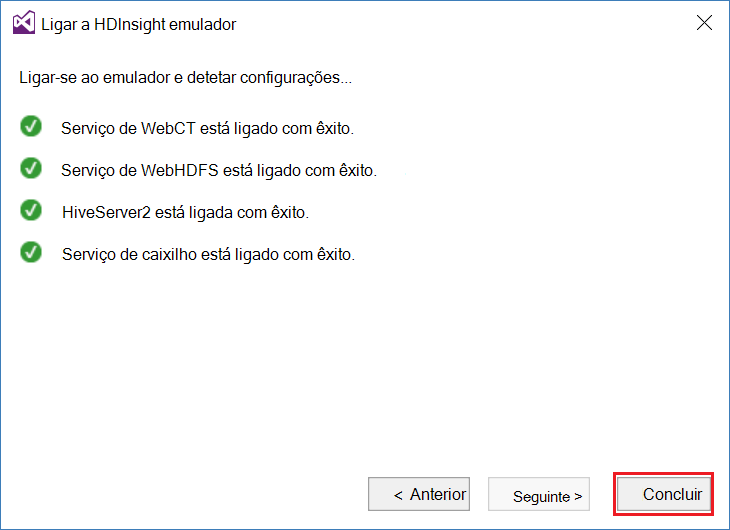 Ligar a HDInsight emulador
Ligar-se ao emulador e detetar configurações...
Serviço de WebCT está ligado com êxito.
Serviço de WebHDFS está ligado com êxito.
HiveServer2 está ligada com êxito.
Serviço de caixilho está ligado com êxito.
< Anterior
Seguinte >
Concluir